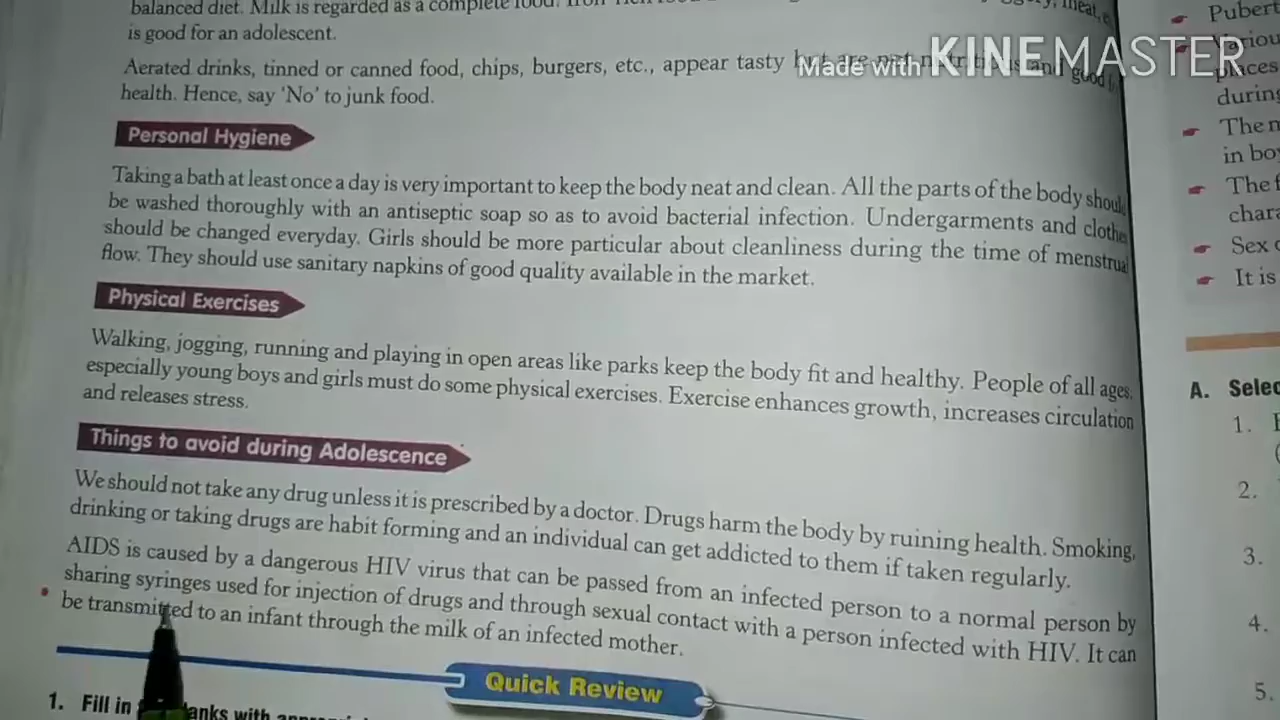 balanced diet. Milk is regarded as a complete food.
is good for an adolescent.
Aerated drinks, tinned or canned food, chips, burgers, etc., appear tasty but are not nutritious and good
health. Hence, say 'No' to junk food.
Made with KINEMASTER
Personal Hygiene
Taking a bath at least once a day is very important to keep the body neat and clean. All the parts of the body should
be washed thoroughly with an antiseptic soap so as to avoid bacterial infection. Undergarments and clothes
should be changed everyday. Girls should be more particular about cleanliness during the time of menstrual
flow. They should use sanitary napkins of good quality available in the market.
Physical Exercises
Walking, jogging, running and playing in open areas like parks keep the body fit and healthy. People of all ages,
especially young boys and girls must do some physical exercises. Exercise enhances growth, increases circulation
and releases stress.
Things to avoid during Adolescence
We should not take any drug unless it is prescribed by a doctor. Drugs harm the body by ruining health. Smoking,
drinking or taking drugs are habit forming and an individual can get addicted to them if taken regularly.
AIDS is caused by a dangerous HIV virus that can be passed from an infected person to a normal person by
sharing syringes used for injection of drugs and through sexual contact with a person infected with HIV. It can
be transmitted to an infant through the milk of an infected mother.
Quick Review
1. Fill in
with
Pubert
places
during
The
in
The
chara
Sex
It is
A. Selec
1.
2.
3.
4.
5.